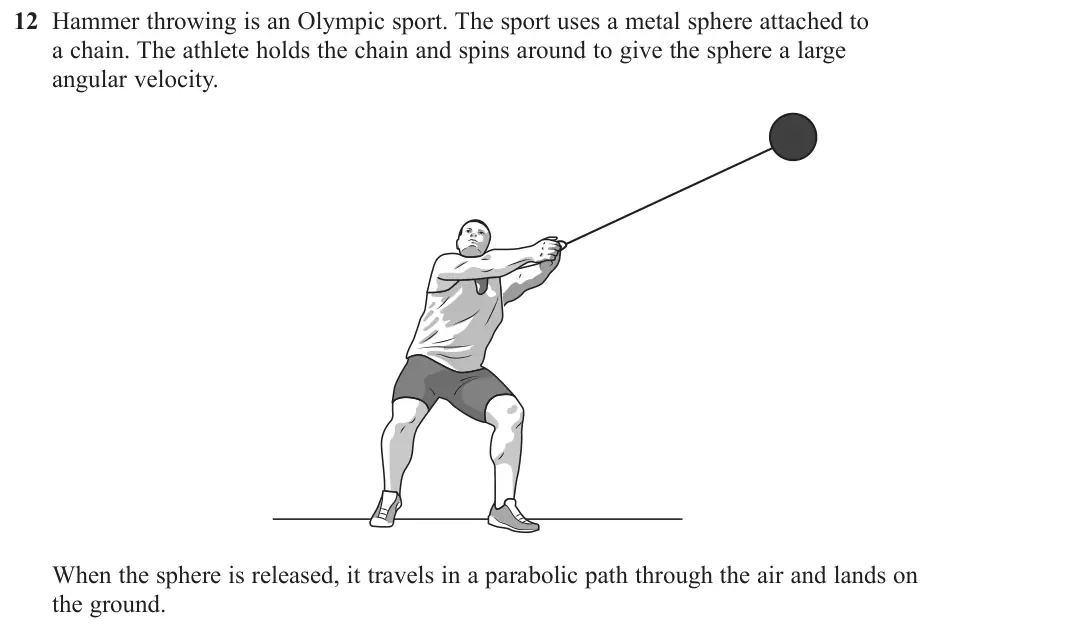 12 Hammer throwing is an Olympic sport. The sport uses a metal sphere attached to
a chain. The athlete holds the chain and spins around to give the sphere a large
angular velocity.
When the sphere is released, it travels in a parabolic path through the air and lands on
the ground.